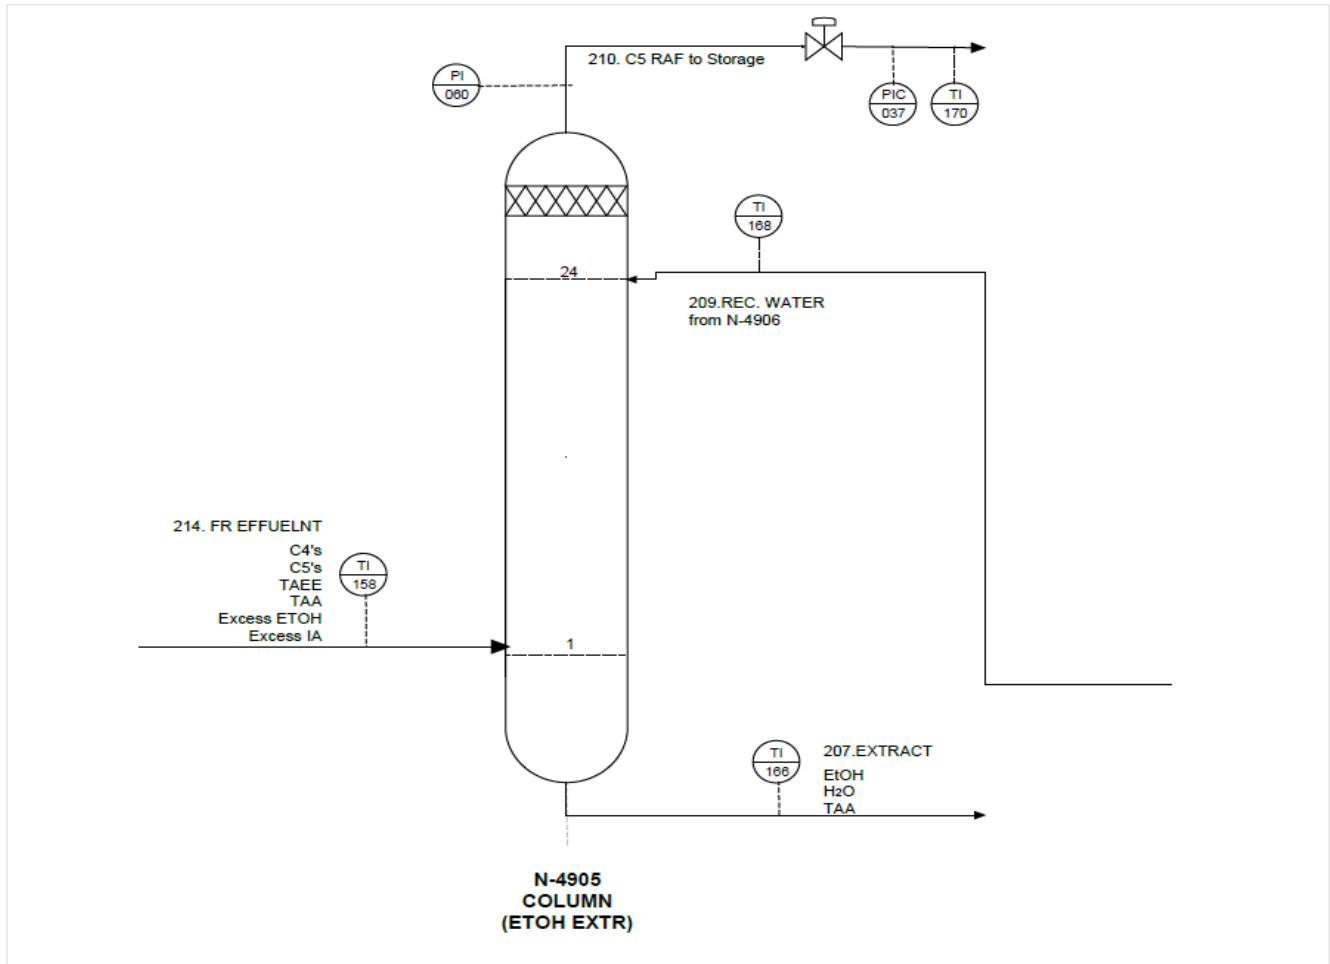 210. C5 RAF to Storage
PI
060
PIC
037
TI
170
TI
168
24
209.REC. WATER
from N-4906
214. FR EFFUELNT
C4's
C5's
TAEE
TAA
Excess ETOH
Excess IA
TI
158
1
TI
166
207.EXTRACT
EtOH
H₂O
TAA
N-4905
COLUMN
(ETOH EXTR)